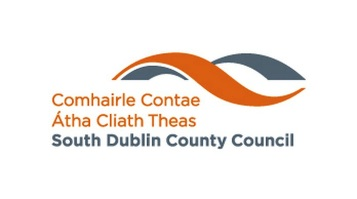 Comhairle Contae
Átha Cliath Theas
South Dublin County Council